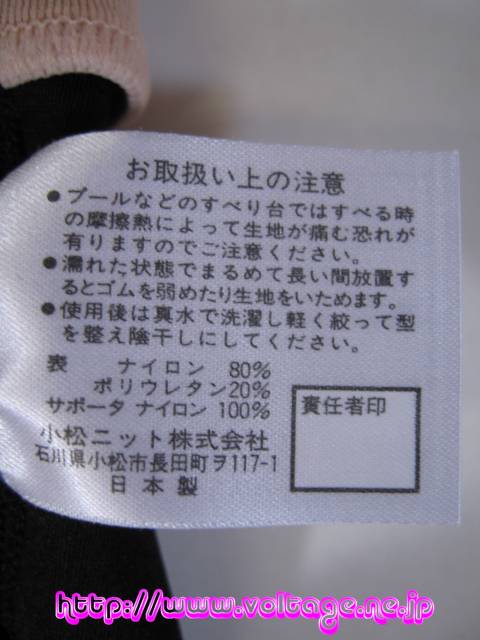 お取扱い上の注意
●プールなどのすべり台ではすべる時
の摩擦熱によって生地が痛む恐れが
有りますのでご注意ください。
●濡れた状態でまるめて長い間放置す
るとゴムを弱めたり生地をいためます。
●使用後は真水で洗濯し軽く絞って型
を整え陰干しにしてください。
表 ナイロン 80%
ポリウレタン20%
サポータ ナイロン 100%
責任者印
小松ニット株式会社
石川県小松市長田町ヲ117-1
日本製
http://www.voltage.ne.jp